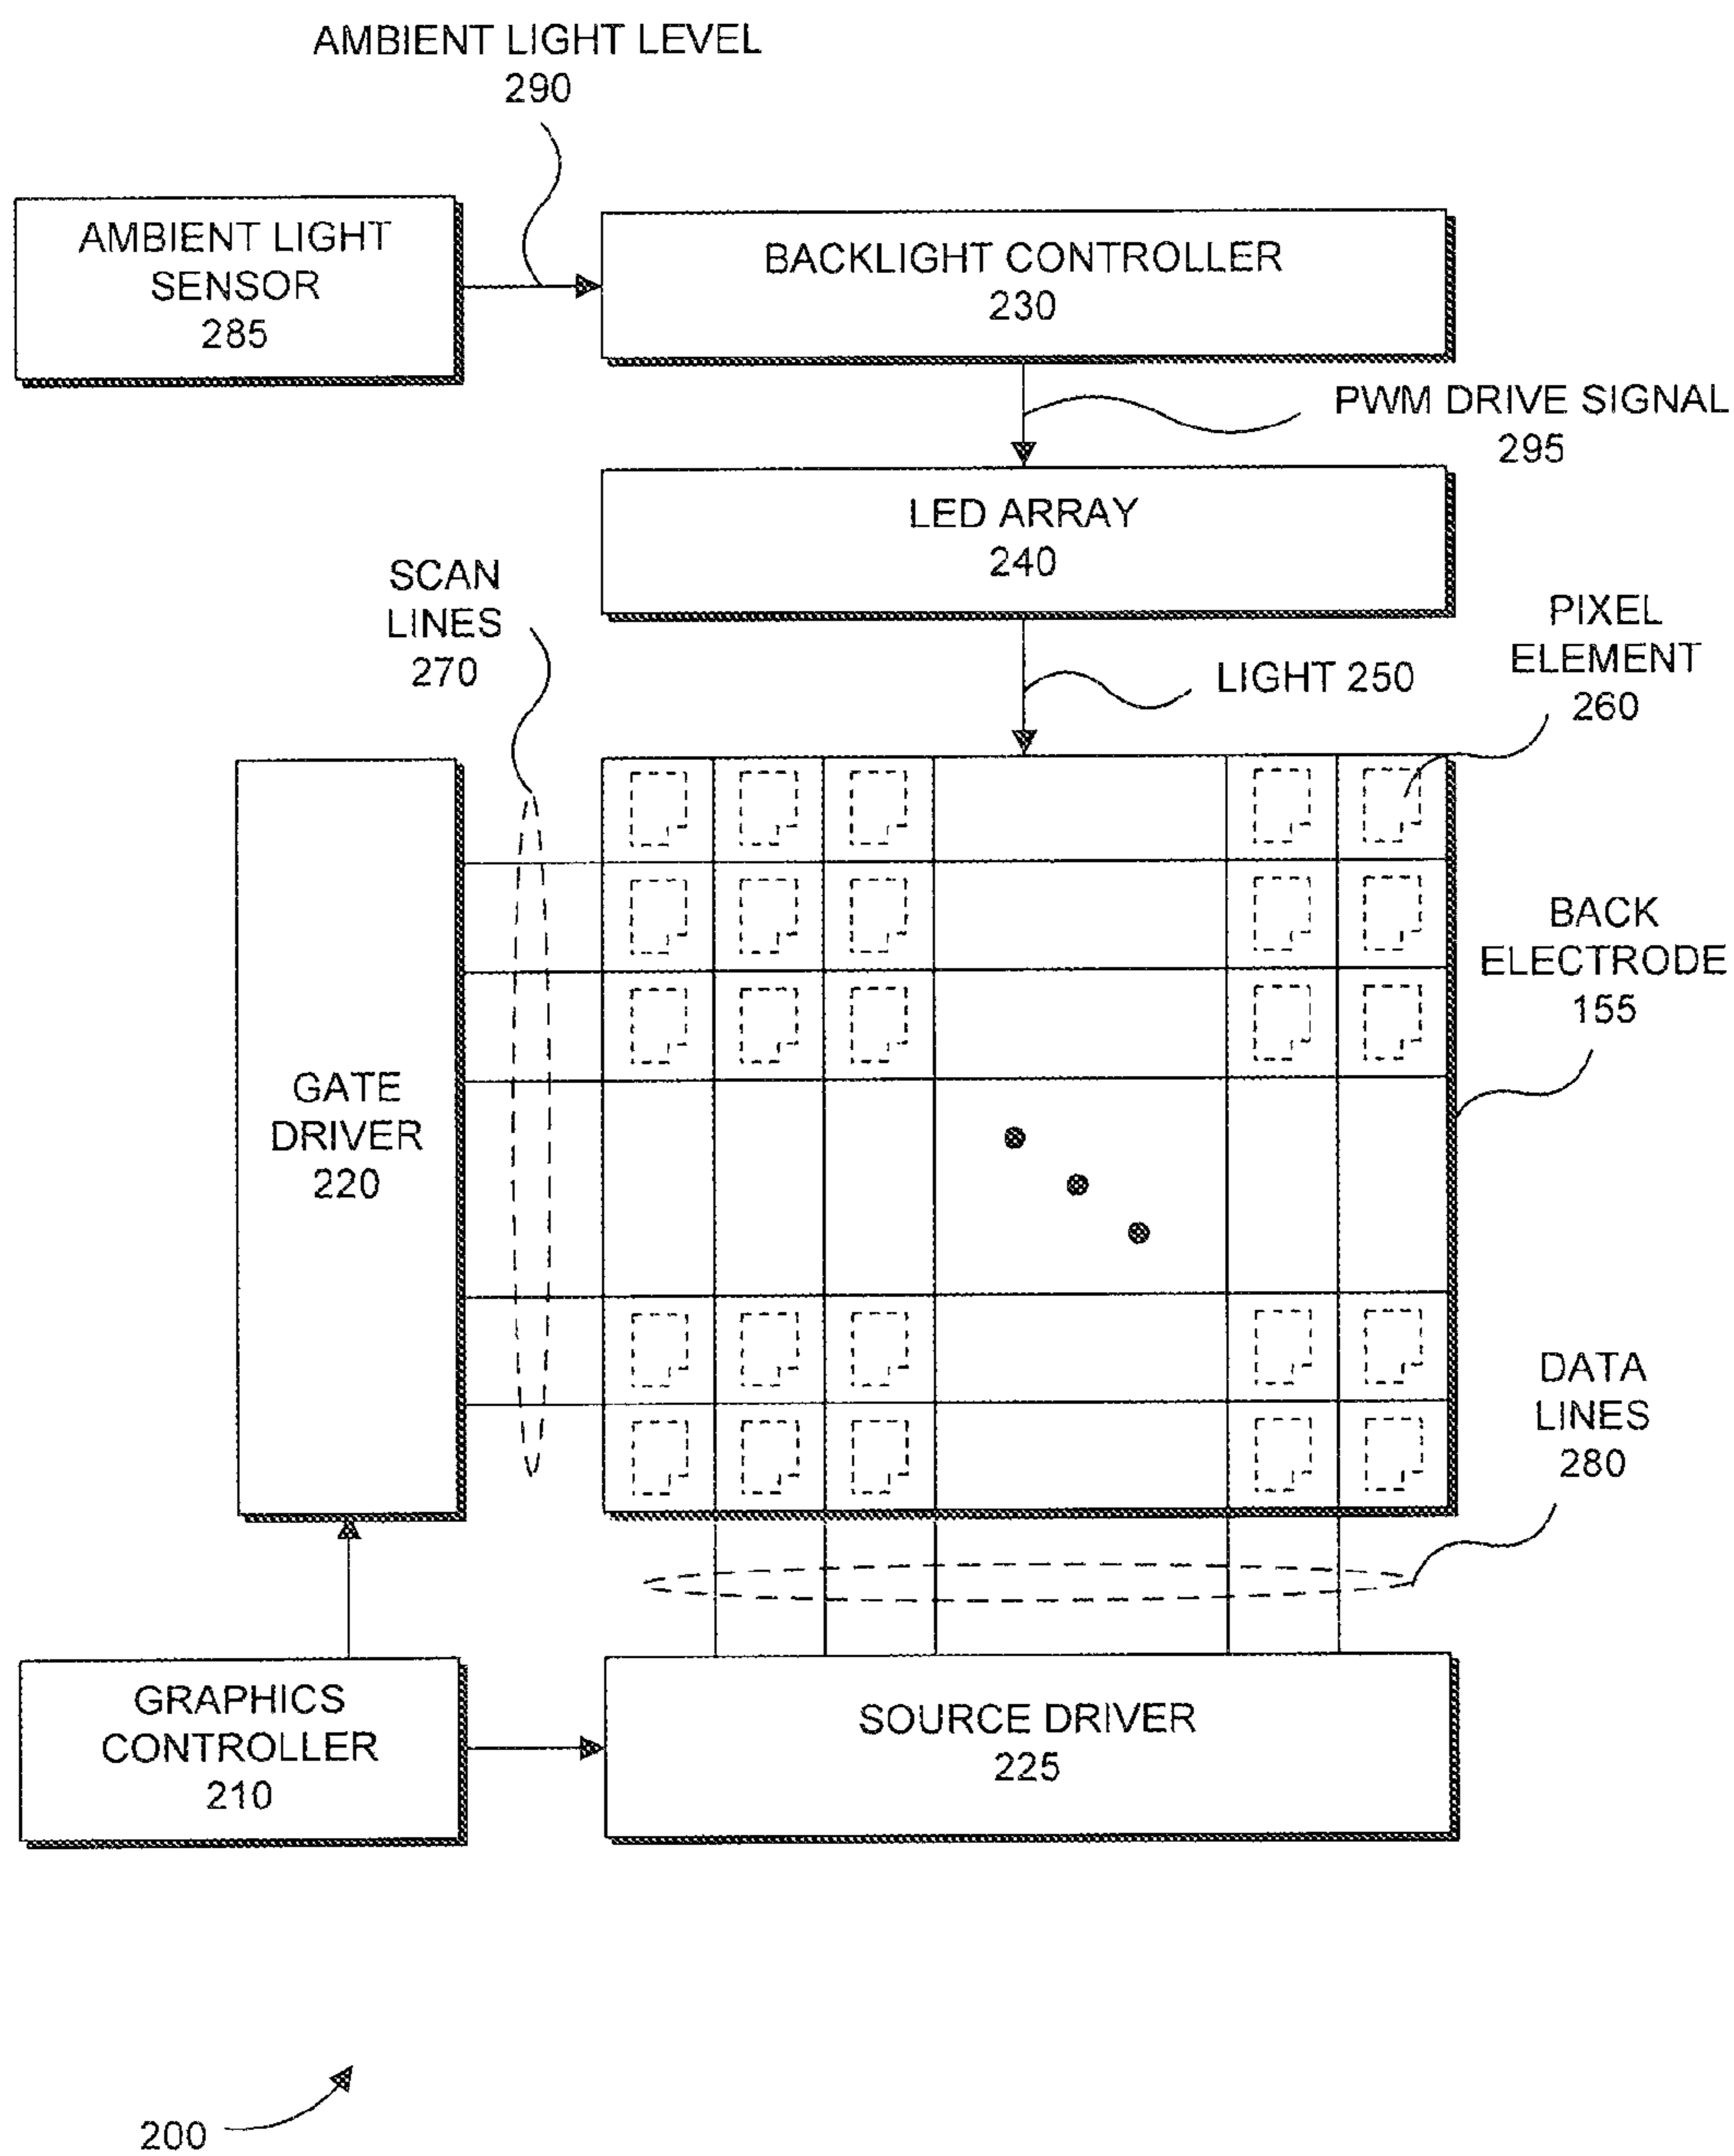 AMBIENT LIGHT LEVEL
290
AMBIENT LIGHT
SENSOR
285
BACKLIGHT CONTROLLER
230
PWM DRIVE SIGNAL
295
LED ARRAY
240
SCAN
LINES
270
LIGHT 250
PIXEL
ELEMENT
260
GATE
DRIVER
220
BACK
ELECTRODE
155
DATA
LINES
280
GRAPHICS
CONTROLLER
210
SOURCE DRIVER
225
200